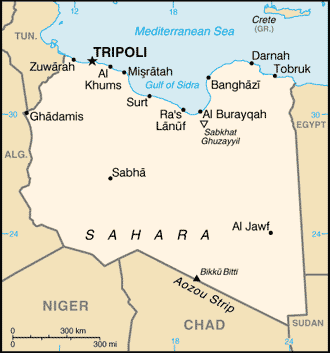 12
18
24
Crete
(GR.)
Mediterranean Sea
TUN.
TRIPOLI
Zuwārah
Al
Khums
Mişrātah
Darnah
Tobruk
Gulf of Sidra
Banghāzī
Surt
Ra's
Lānūf
Al Burayqah
Sabkhat
Ghuzayyil
30
30
Ghādamis
EGYPT
ALG.
Sabhā
SAHARA
Al Jawf
24
24
Bikkū Bitti
Aozou Strip
NIGER
CHAD
SUDAN
0
300 km
0
300 mi
18